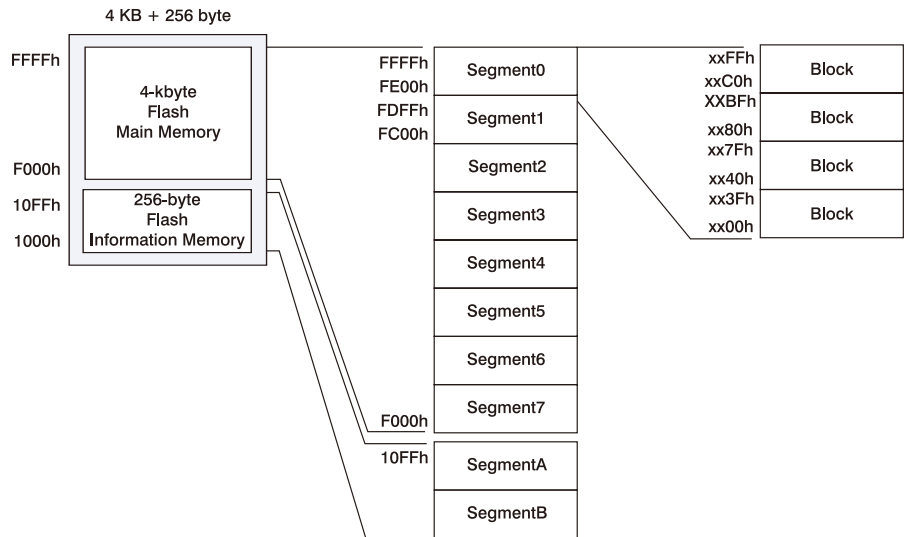 4 KB + 256 byte
FFFFh
4-kbyte
Flash
Main Memory
F000h
10FFh
256-byte
Flash
Information Memory
1000h
FFFFh
Segment0
FE00h
FDFFh
Segment1
FC00h
Segment2
Segment3
Segment4
Segment5
Segment6
Segment7
F000h
10FFh
SegmentA
SegmentB
xxFFh
Block
xxC0h
XXBFh
Block
xx80h
xx7Fh
Block
xx40h
xx3Fh
Block
xx00h